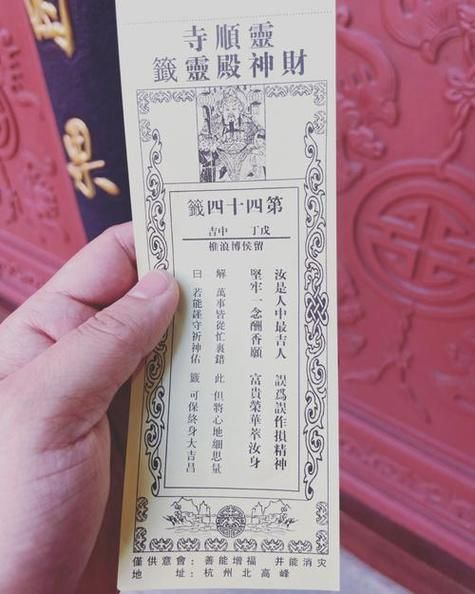 靈順寺
財神殿靈籤
第四十四籤
戊丁 中吉
留侯博浪椎
汝是人中最吉人 誤爲誤作損精神
堅牢一念酬香願 富貴榮華萃汝身
解 萬事皆從忙裏錯 此 但將心地細思量
曰 若能謹守祈神佑 籤 可保終身大吉昌
僅供意會：善能增福 并能消灾
地址：杭州北高峰